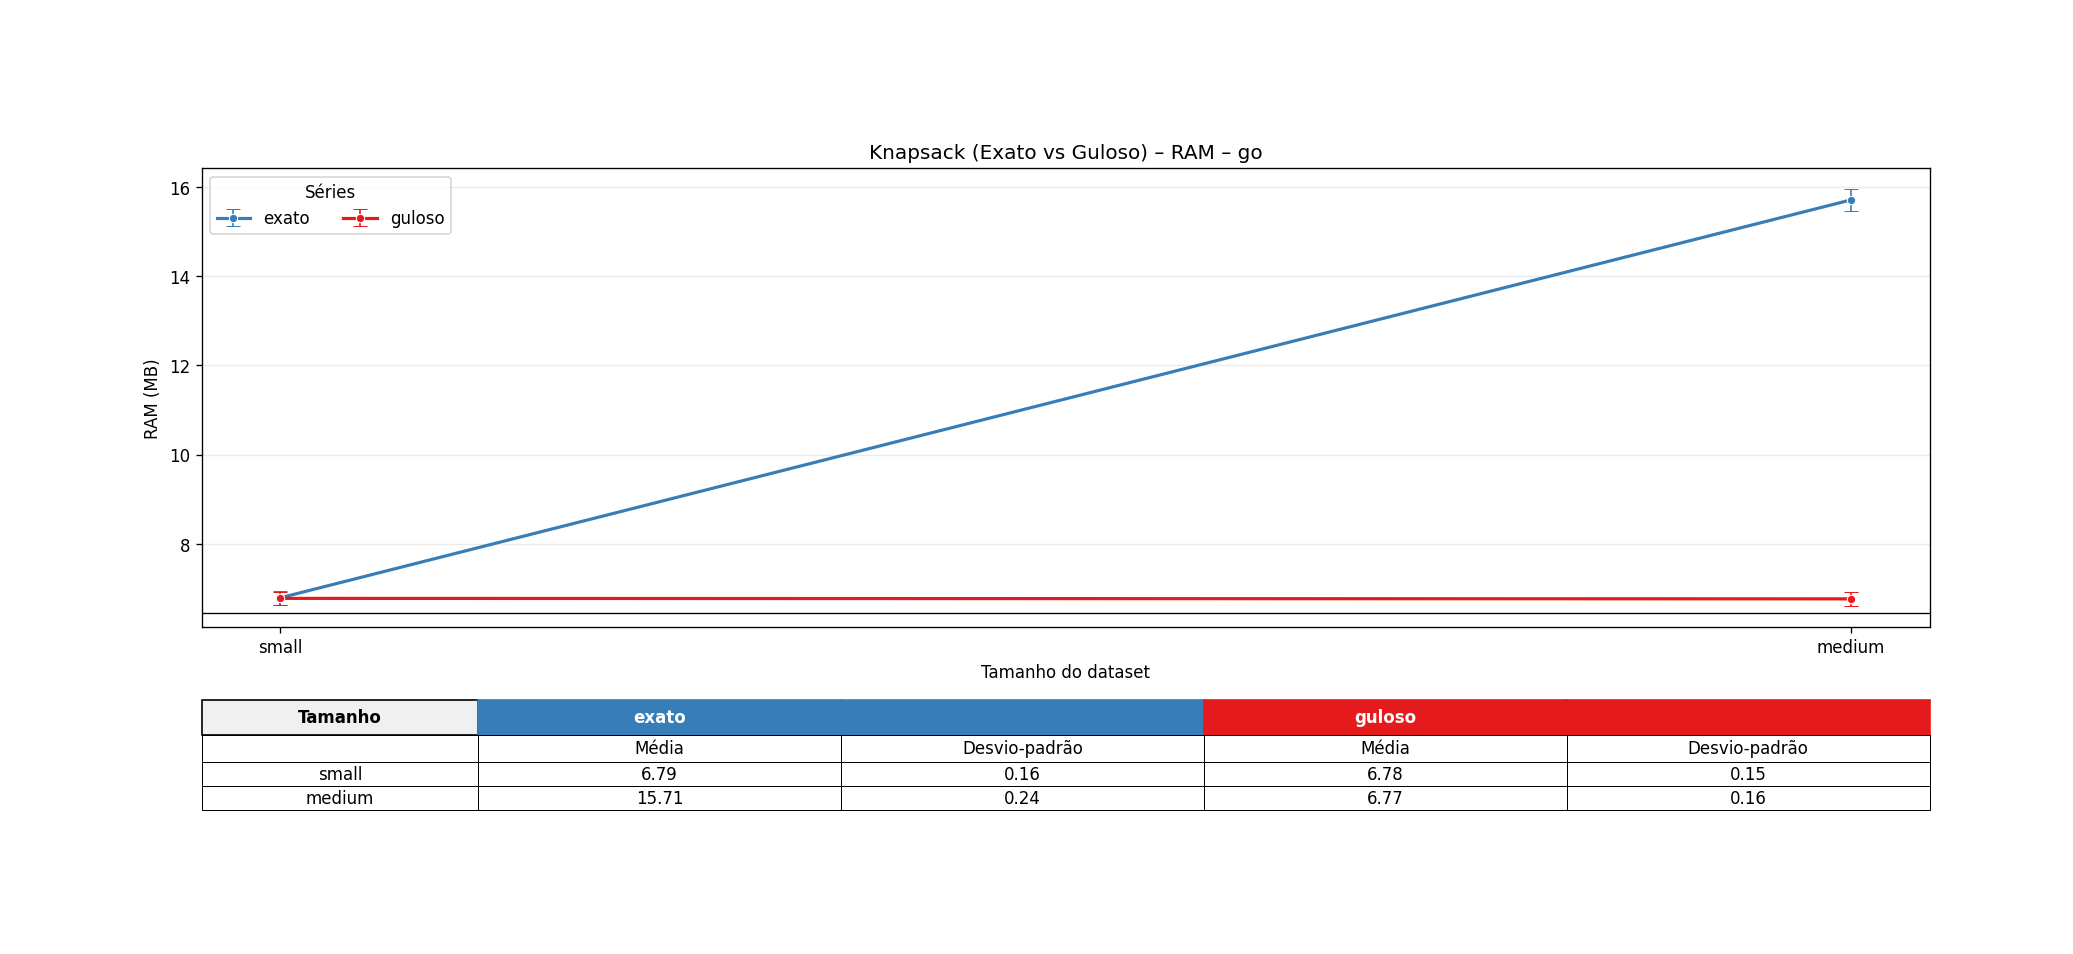 Knapsack (Exato vs Guloso) – RAM – go
Séries
exato guloso
RAM (MB)
16
14
12
10
8
small medium
Tamanho do dataset
Tamanho exato guloso
Média Desvio-padrão Média Desvio-padrão
small 6.79 0.16 6.78 0.15
medium 15.71 0.24 6.77 0.16